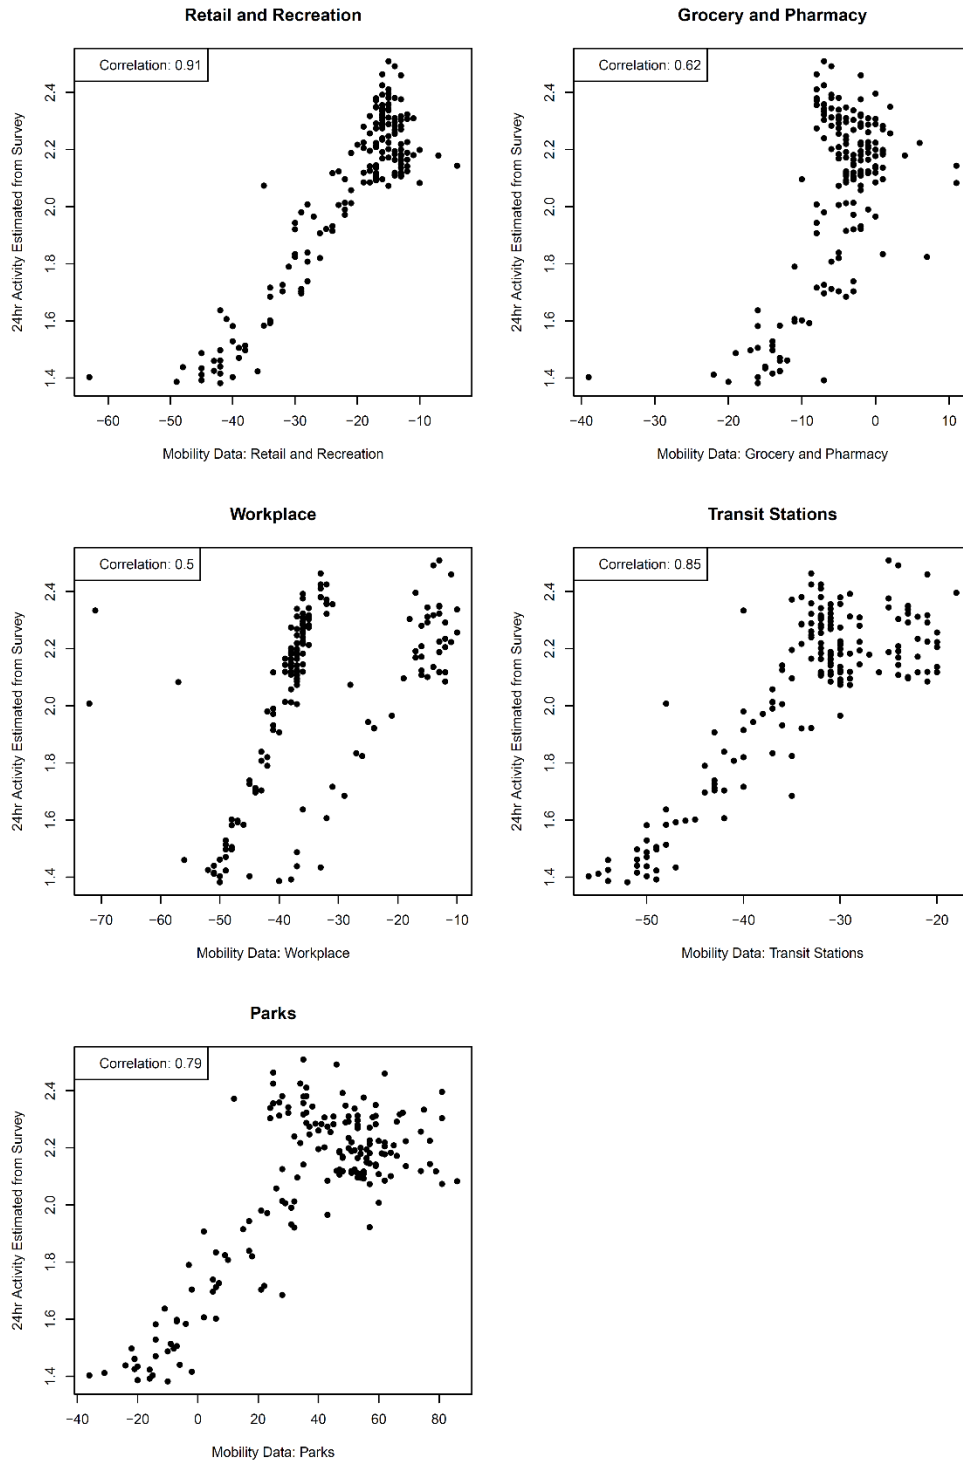 Retail and Recreation
Correlation: 0.91
24hr Activity Estimated from Survey
2.4
2.2
2.0
1.8
1.6
1.4
−60 −50 −40 −30 −20 −10
Mobility Data: Retail and Recreation
Grocery and Pharmacy
Correlation: 0.62
24hr Activity Estimated from Survey
2.4
2.2
2.0
1.8
1.6
1.4
−40 −30 −20 −10 0 10
Mobility Data: Grocery and Pharmacy
Workplace
Correlation: 0.5
24hr Activity Estimated from Survey
2.4
2.2
2.0
1.8
1.6
1.4
−70 −60 −50 −40 −30 −20 −10
Mobility Data: Workplace
Transit Stations
Correlation: 0.85
24hr Activity Estimated from Survey
2.4
2.2
2.0
1.8
1.6
1.4
−50 −40 −30 −20
Mobility Data: Transit Stations
Parks
Correlation: 0.79
24hr Activity Estimated from Survey
2.4
2.2
2.0
1.8
1.6
1.4
−40 −20 0 20 40 60 80
Mobility Data: Parks